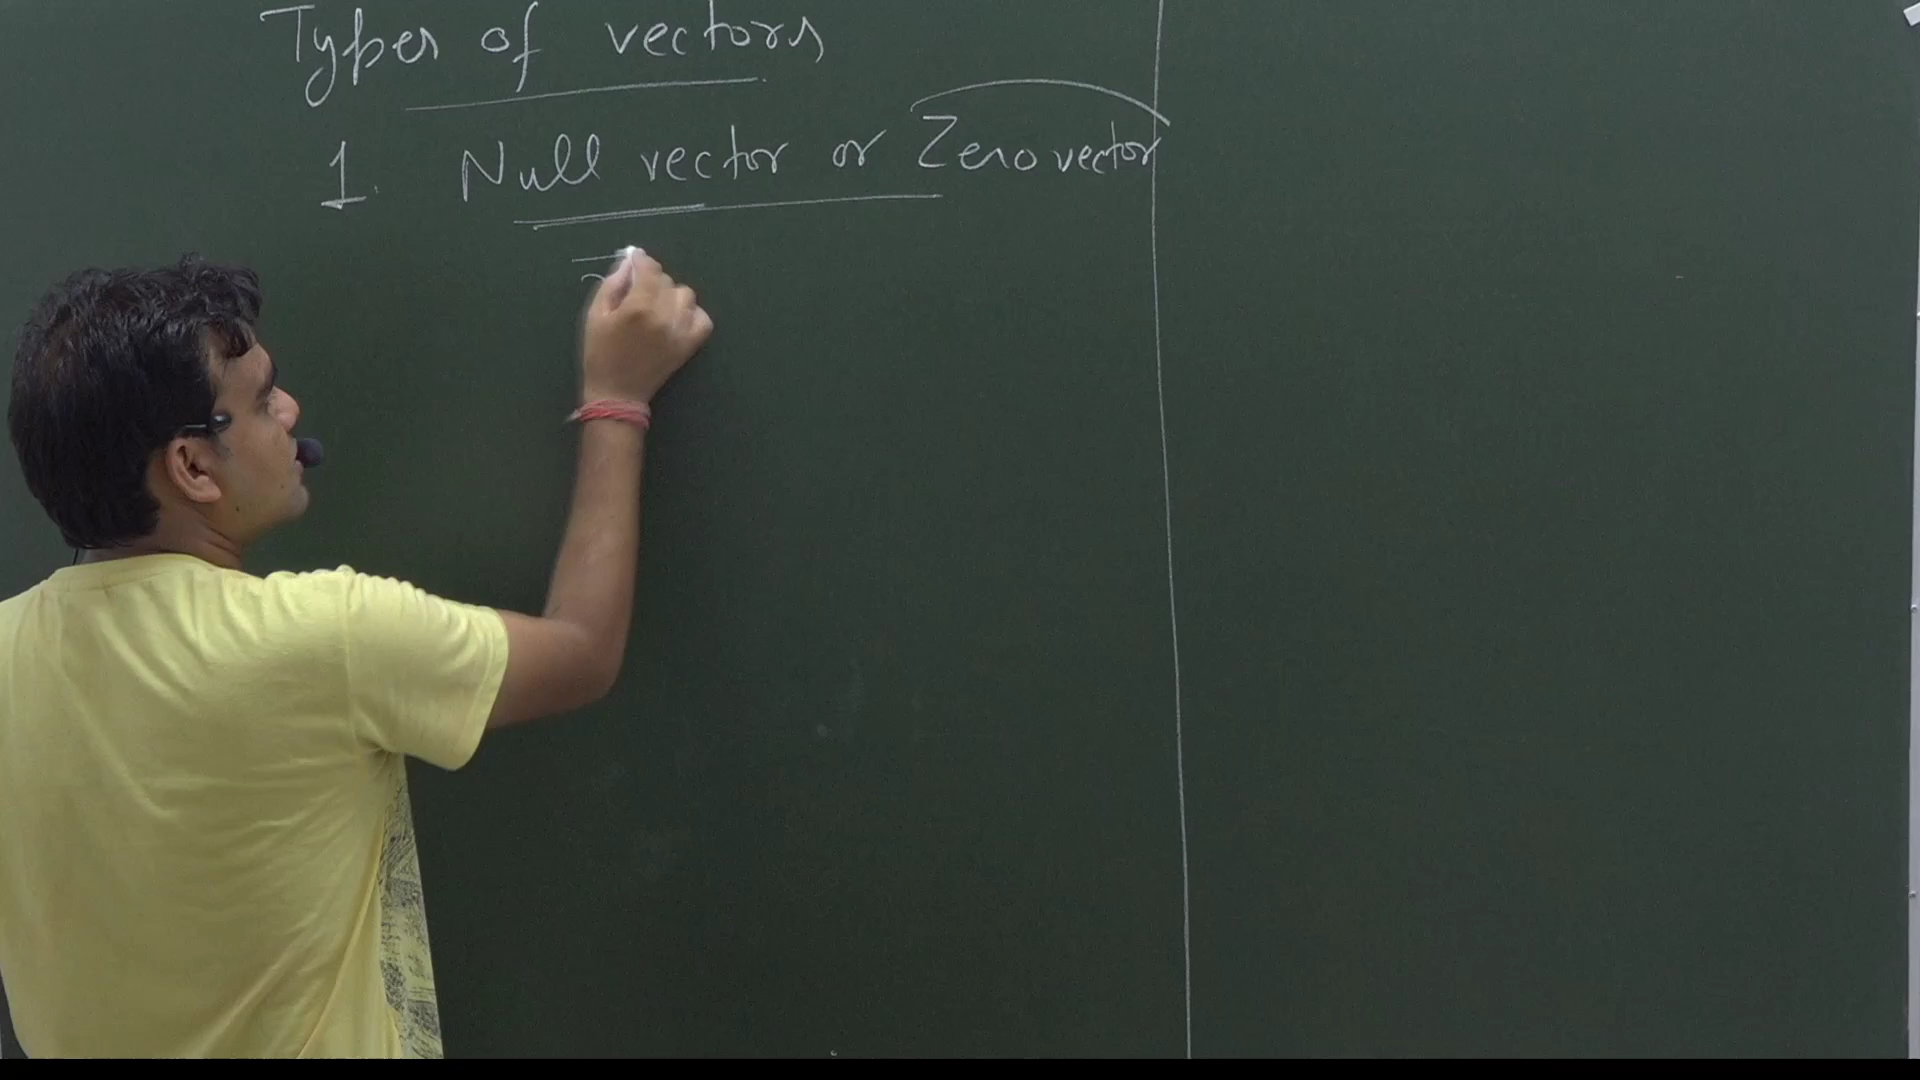 Types of vectors
1. Null vector or Zero vector